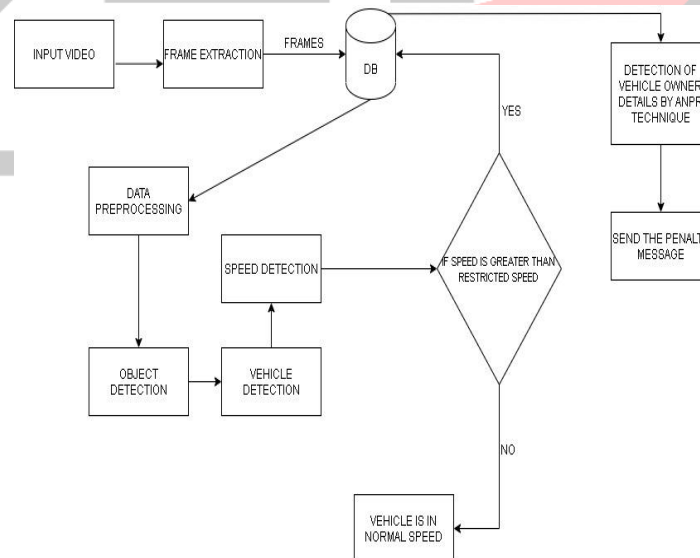 INPUT VIDEO
FRAME EXTRACTION
FRAMES
DB
DETECTION OF
VEHICLE OWNER
DETAILS BY ANPR
TECHNIQUE
YES
DATA
PREPROCESSING
SPEED DETECTION
IF SPEED IS GREATER THAN
RESTRICTED SPEED
SEND THE PENALT
MESSAGE
OBJECT
DETECTION
VEHICLE
DETECTION
NO
VEHICLE IS IN
NORMAL SPEED